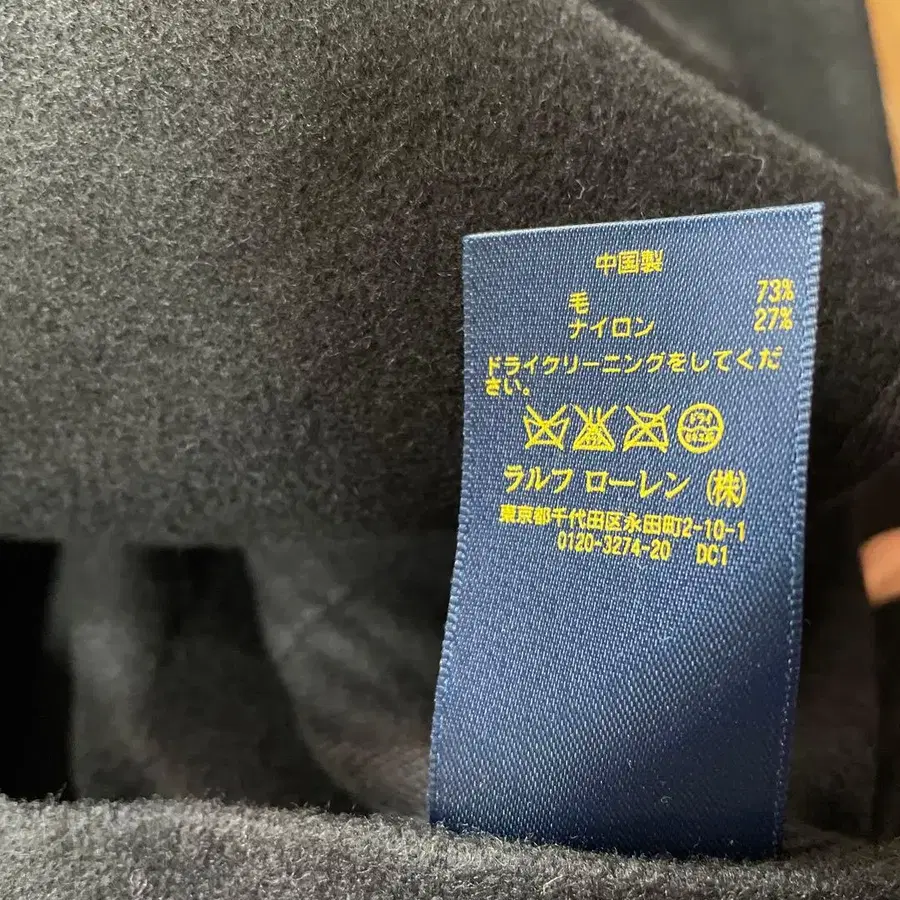 中国製
毛 73%
ナイロン 27%
ドライクリーニングをしてくだ
さい。
ラルフ ローレン (株)
東京都千代田区永田町2-10-1
0120-3274-20 DC1